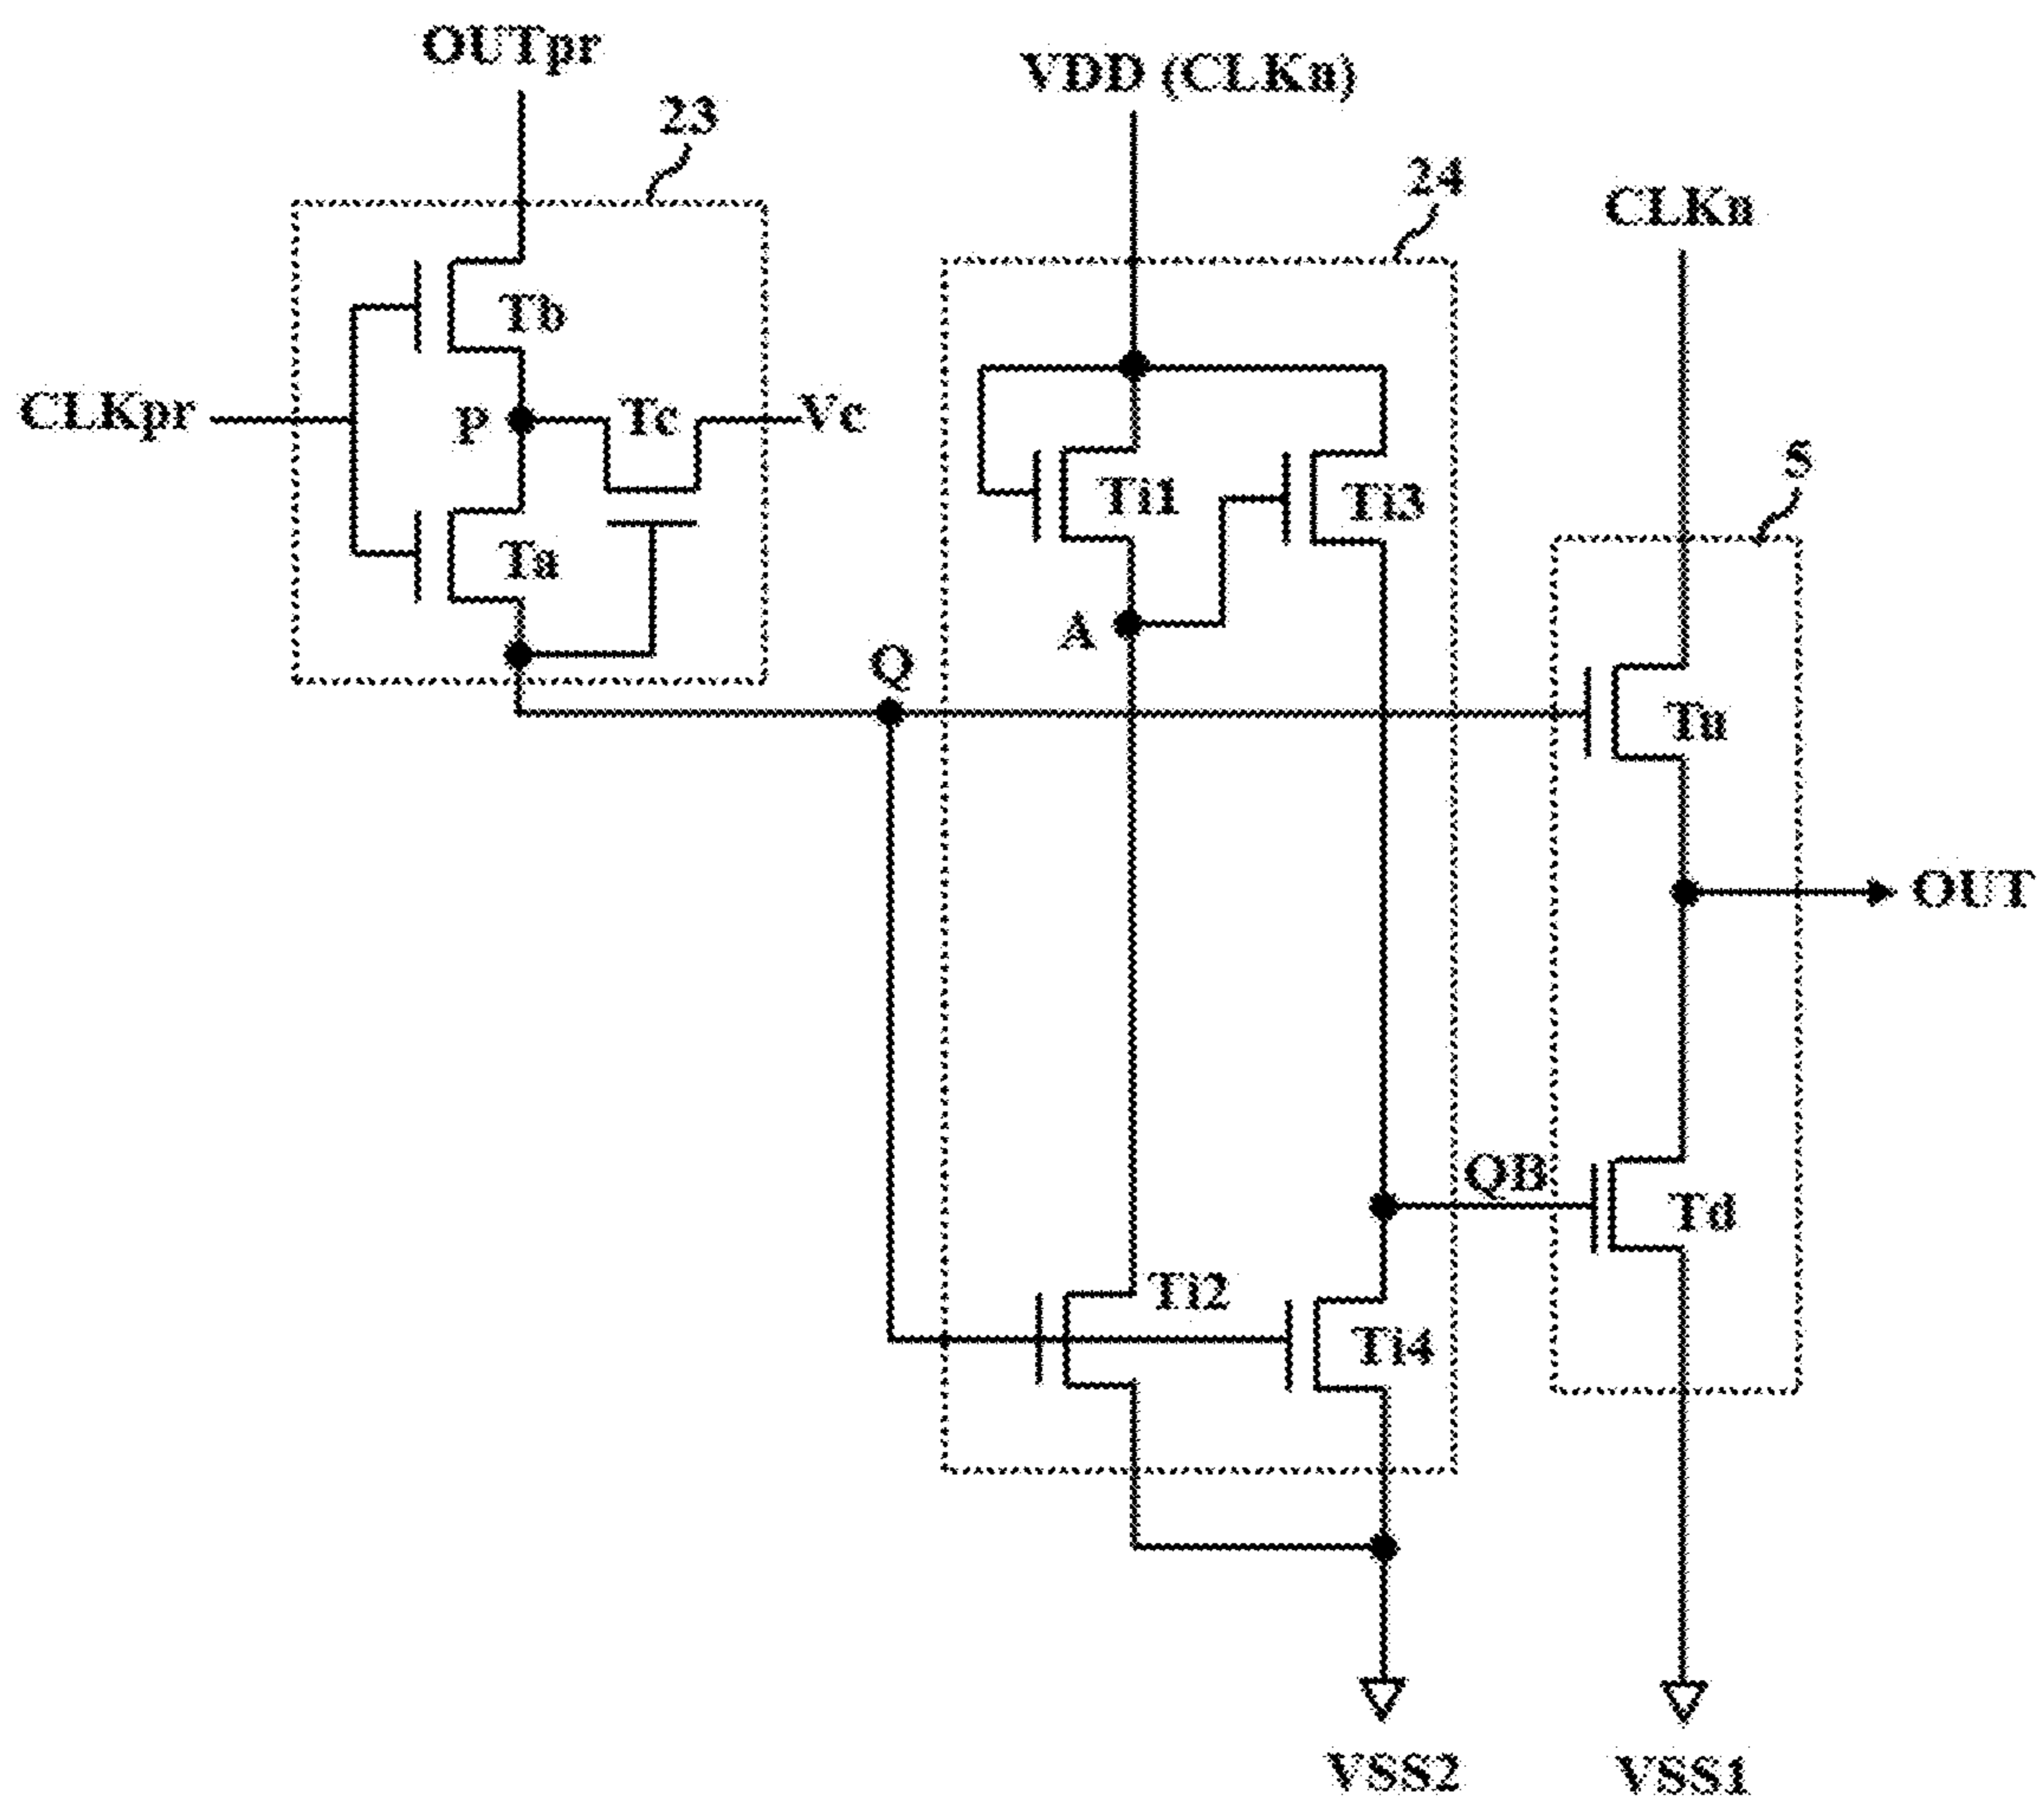 OUTpr
VDD (CLKn)
23
24
CLKn
Tb
CLKpr
P
Tc
Vc
5
Ti1
Ti3
Ta
A
Q
Tu
OUT
QB
Td
Ti2
Ti4
VSS2
VSS1